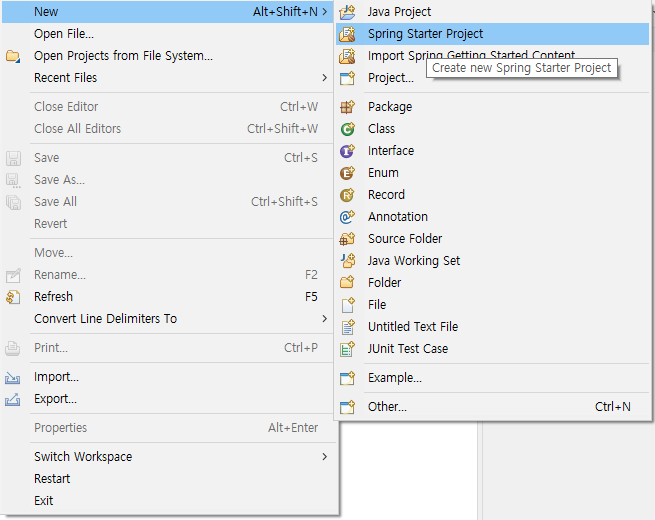 New Alt+Shift+N >
Open File...
Open Projects from File System...
Recent Files >
Close Editor Ctrl+W
Close All Editors Ctrl+Shift+W
Save Ctrl+S
Save As...
Save All Ctrl+Shift+S
Revert
Move...
Rename... F2
Refresh F5
Convert Line Delimiters To >
Print... Ctrl+P
Import...
Export...
Properties Alt+Enter
Switch Workspace >
Restart
Exit
Java Project
Spring Starter Project
Import Spring Getting Started Content
Create new Spring Starter Project
Project...
Package
Class
Interface
Enum
Record
Annotation
Source Folder
Java Working Set
Folder
File
Untitled Text File
JUnit Test Case
Example...
Other... Ctrl+N